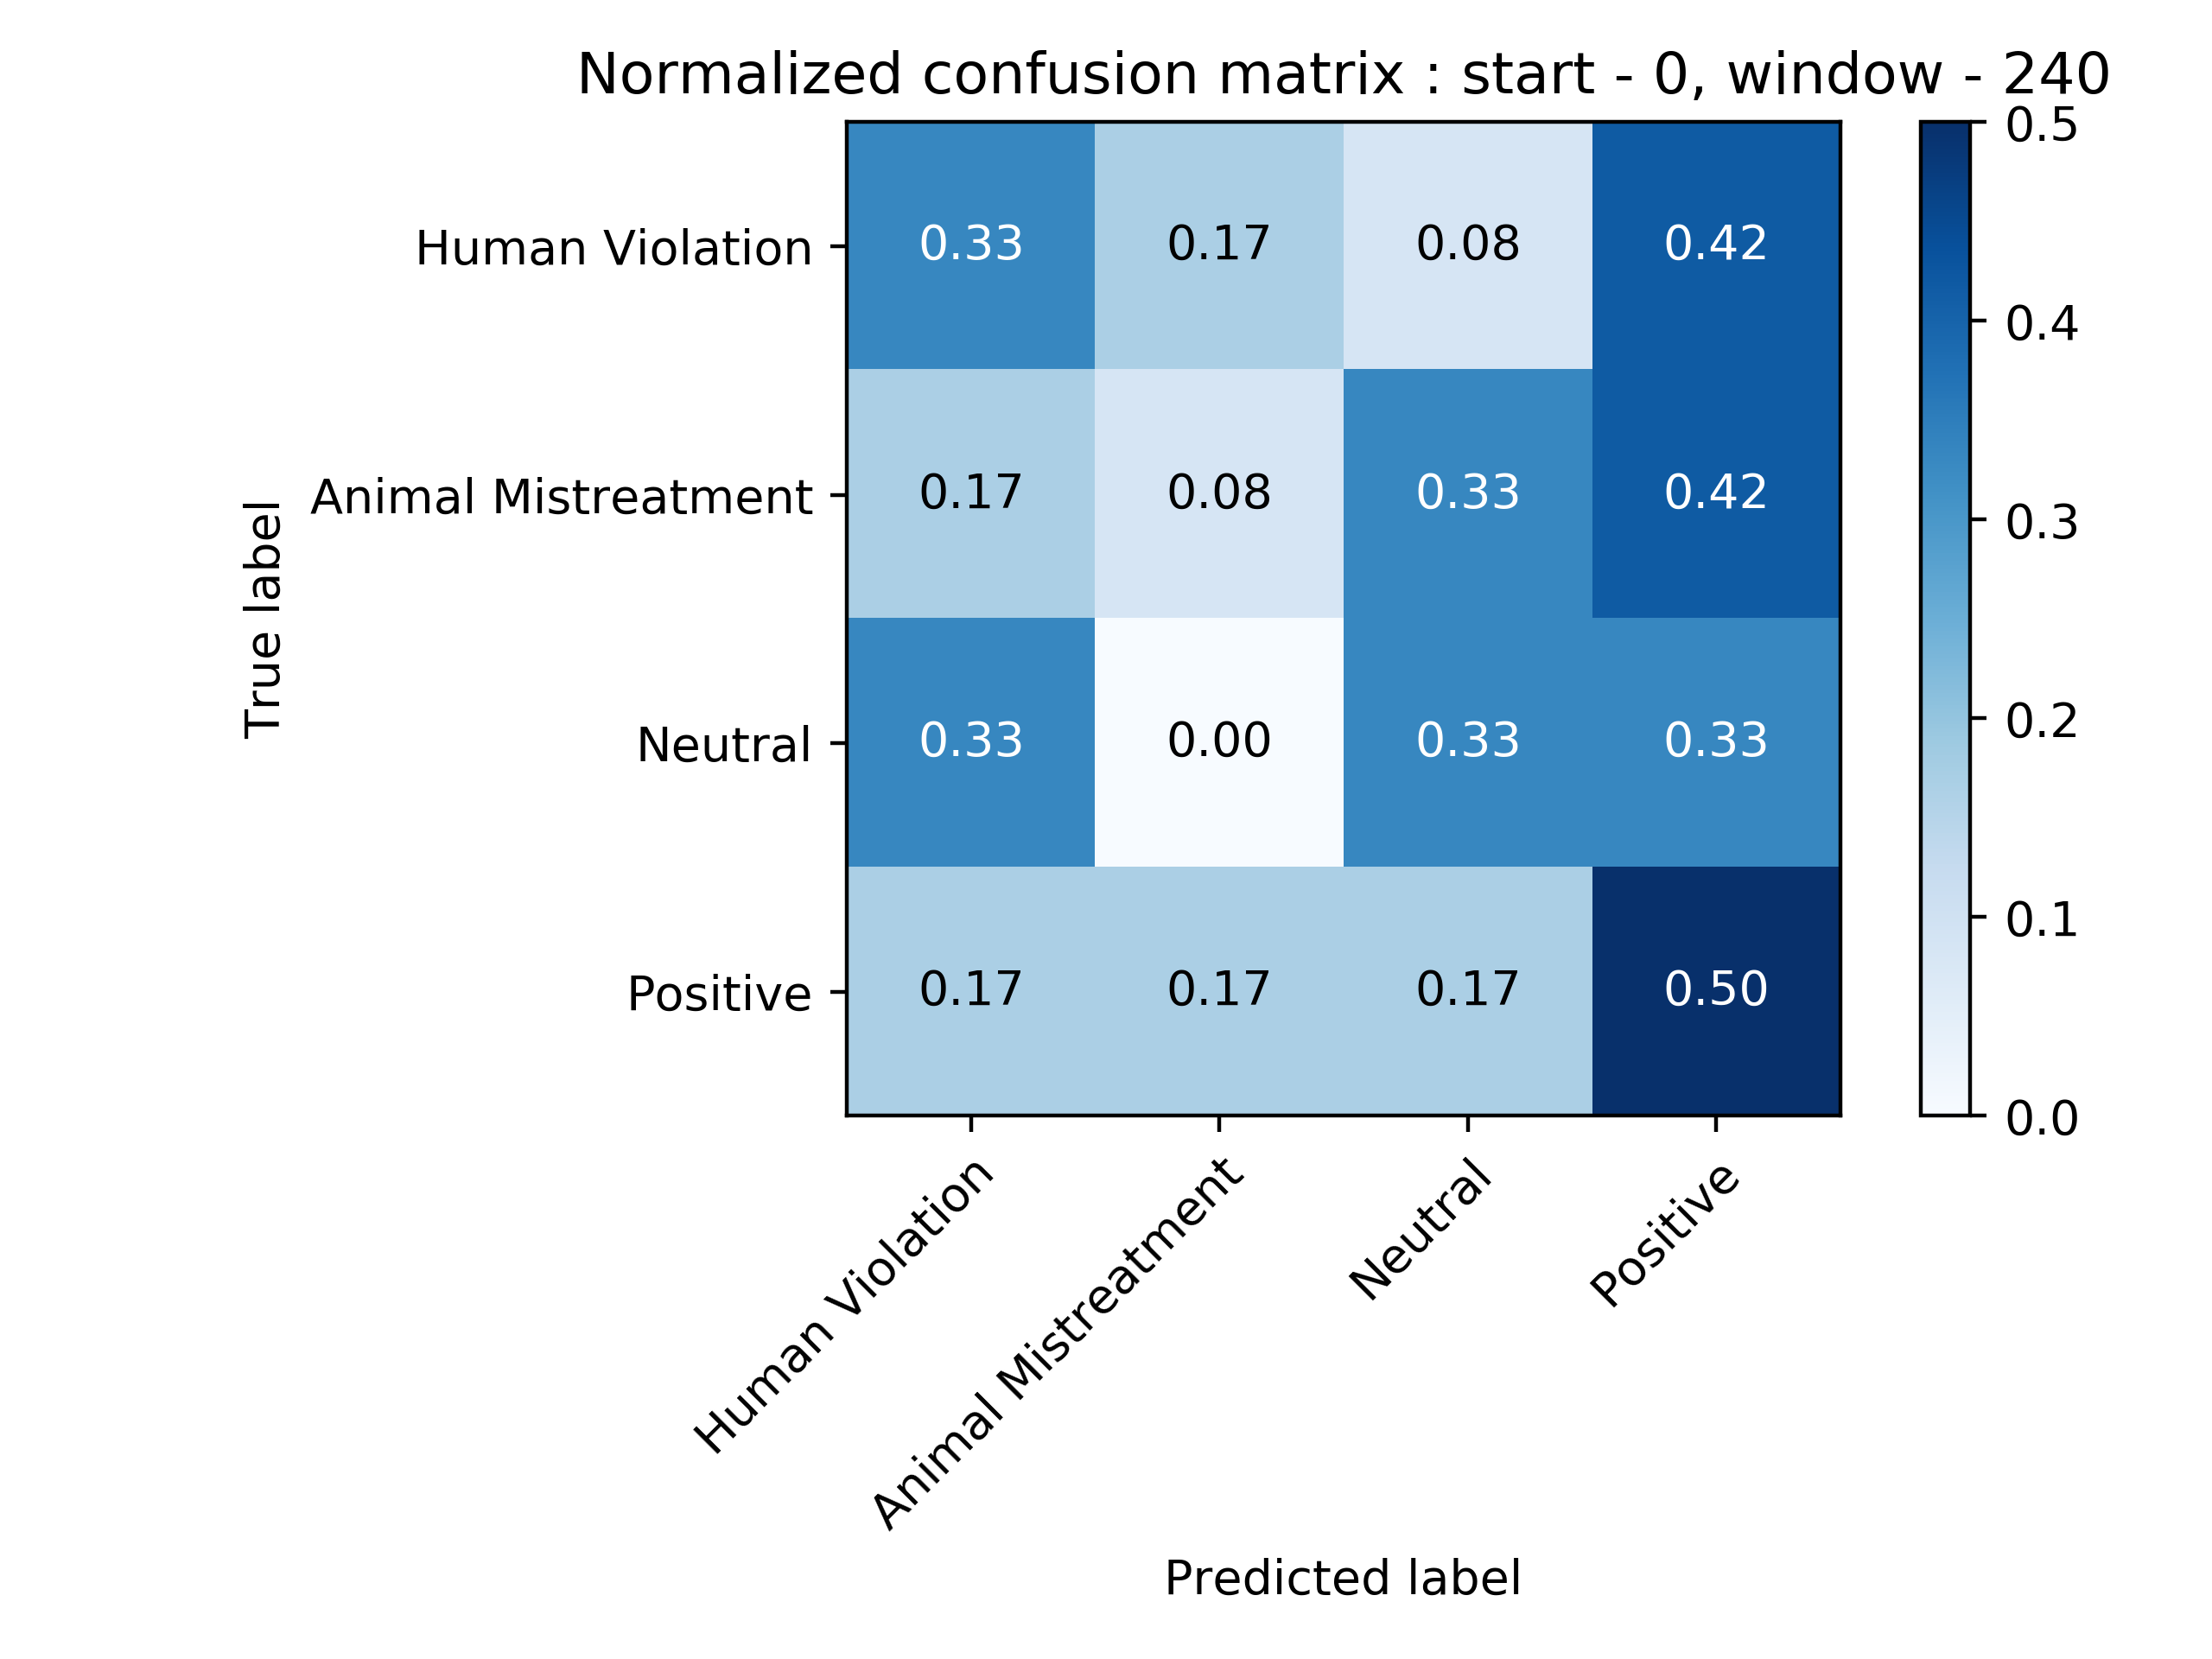 Normalized confusion matrix : start - 0, window - 240
True label
Human Violation 0.33 0.17 0.08 0.42
Animal Mistreatment 0.17 0.08 0.33 0.42
Neutral 0.33 0.00 0.33 0.33
Positive 0.17 0.17 0.17 0.50
Human Violation
Animal Mistreatment
Neutral
Positive
Predicted label
0.5
0.4
0.3
0.2
0.1
0.0